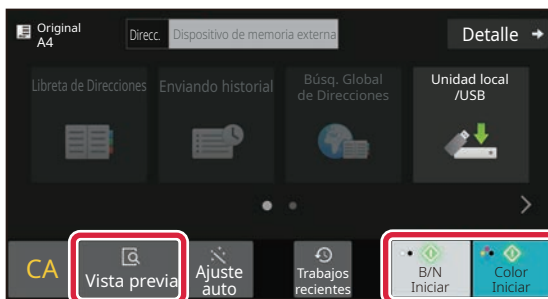 Original
A4
Direcc.
Dispositivo de memoria externa
Detalle
Libreta de Direcciones
Enviando historial
Búsq. Global
de Direcciones
Unidad local
/USB
CA
Vista previa
Ajuste
auto
Trabajos
recientes
B/N
Iniciar
Color
Iniciar